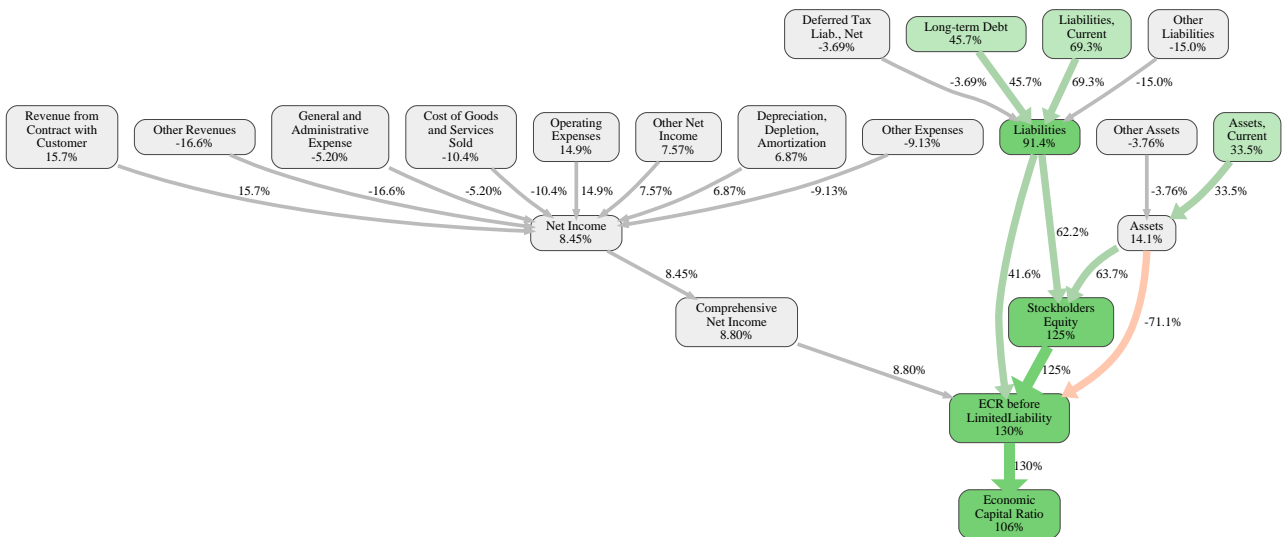 Deferred Tax
Liab., Net
-3.69%
Long-term Debt
45.7%
Liabilities,
Current
69.3%
Other
Liabilities
-15.0%
-3.69%
45.7%
69.3%
-15.0%
Revenue from
Contract with
Customer
15.7%
Other Revenues
-16.6%
General and
Administrative
Expense
-5.20%
Cost of Goods
and Services
Sold
-10.4%
Operating
Expenses
14.9%
Other Net
Income
7.57%
Depreciation,
Depletion,
Amortization
6.87%
Other Expenses
-9.13%
Liabilities
91.4%
Other Assets
-3.76%
Assets,
Current
33.5%
15.7%
-16.6%
-5.20%
-10.4%
14.9%
7.57%
6.87%
-9.13%
-3.76%
33.5%
Net Income
8.45%
Assets
14.1%
8.45%
41.6%
62.2%
63.7%
-71.1%
Comprehensive
Net Income
8.80%
Stockholders
Equity
125%
8.80%
125%
ECR before
LimitedLiability
130%
130%
Economic
Capital Ratio
106%